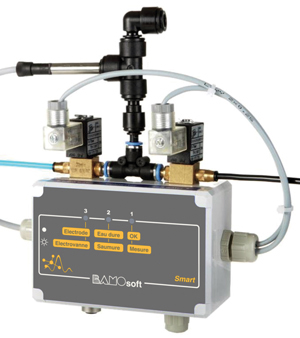 3 2 1
Electrode Eau dure OK
Electrovanne Saumure Mesure
BAMOsoft Smart